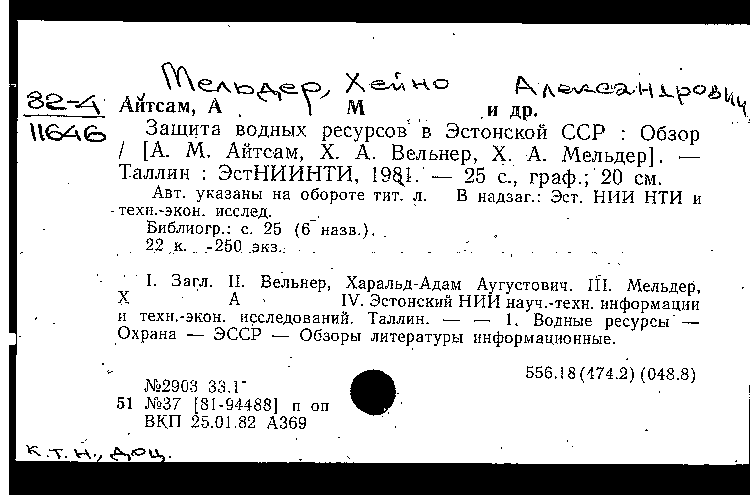 Мельдер, Хейно Александрович
82-4
11646
Айтсам, А М и др.
Защита водных ресурсов в Эстонской ССР : Обзор
/ [А. М. Айтсам, Х. А. Вельнер, Х. А. Мельдер]. —
Таллин : ЭстНИИНТИ, 1981. — 25 с., граф.; 20 см.
Авт. указаны на обороте тит. л. В надзаг.: Эст. НИИ НТИ и
техн.-экон. исслед.
Библиогр.: с. 25 (6 назв.).
22 к. 250 экз.
I. Загл. II. Вельнер, Харальд-Адам Аугустович. III. Мельдер,
Х А IV. Эстонский НИИ науч.-техн. информации
и техн.-экон. исследований. Таллин. — — 1. Водные ресурсы —
Охрана — ЭССР — Обзоры литературы информационные.
556.18(474.2)(048.8)
№2903 33.1
51 №37 [81-94488] п оп
ВКП 25.01.82 А369
к.т.н., доц.